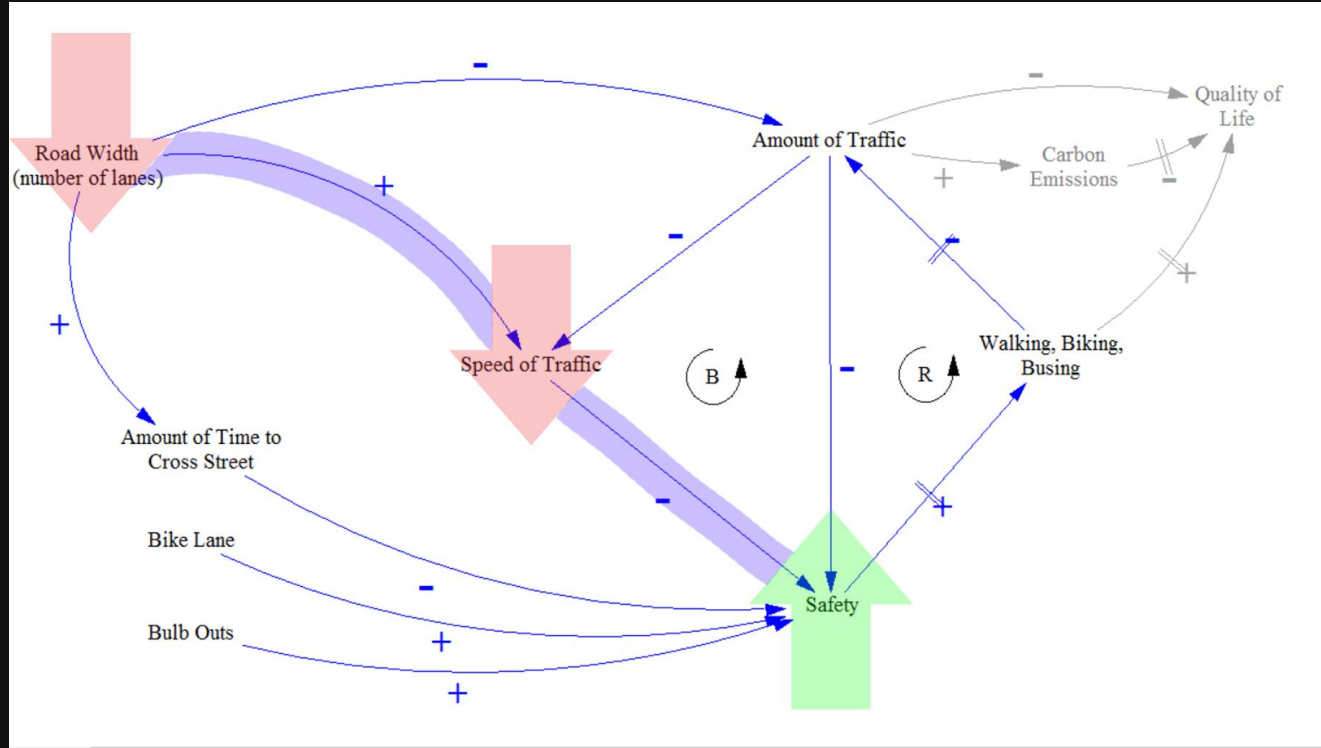 -
-
Quality of
Life
Road Width
(number of lanes)
Amount of Traffic
Carbon
Emissions
+
-
+
-
-
+
+
Walking, Biking,
Busing
Speed of Traffic
B
-
R
Amount of Time to
Cross Street
-
+
Bike Lane
-
Safety
Bulb Outs
+
+